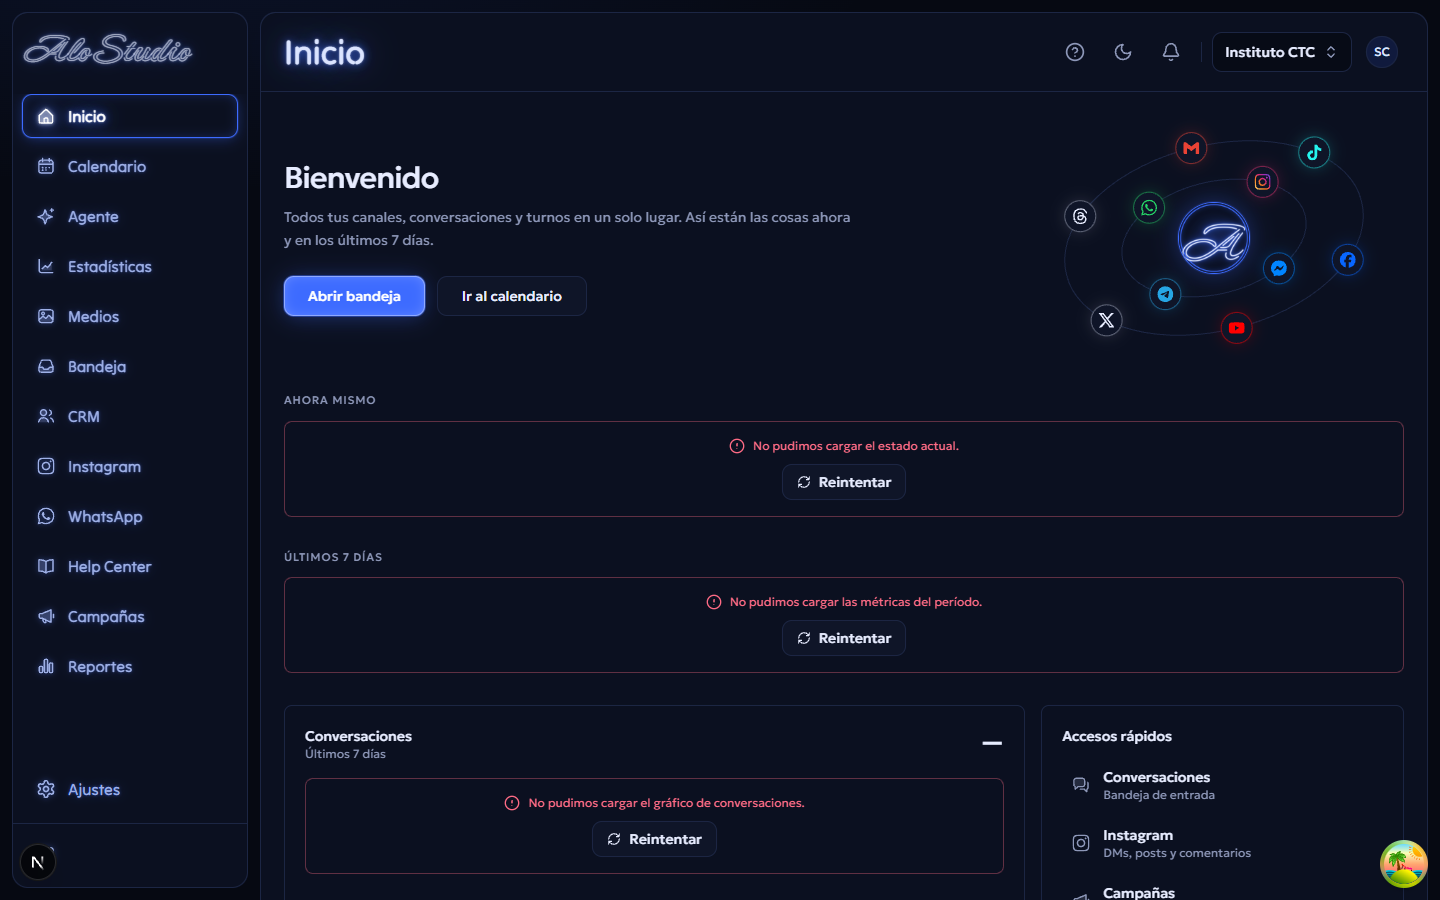 AloStudio
Inicio
Calendario
Agente
Estadísticas
Medios
Bandeja
CRM
Instagram
WhatsApp
Help Center
Campañas
Reportes
Ajustes
N
Inicio
Instituto CTC
SC
Bienvenido
Todos tus canales, conversaciones y turnos en un solo lugar. Así están las cosas ahora
y en los últimos 7 días.
Abrir bandeja
Ir al calendario
A
AHORA MISMO
No pudimos cargar el estado actual.
Reintentar
ÚLTIMOS 7 DÍAS
No pudimos cargar las métricas del período.
Reintentar
Conversaciones
Últimos 7 días
—
No pudimos cargar el gráfico de conversaciones.
Reintentar
Accesos rápidos
Conversaciones
Bandeja de entrada
Instagram
DMs, posts y comentarios
Campañas